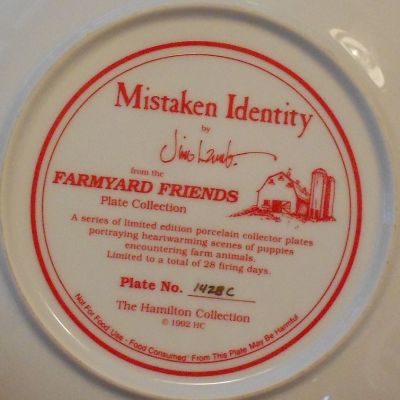 Mistaken Identity
by
Jim Lamb
from the
FARMYARD FRIENDS
Plate Collection
A series of limited edition porcelain collector plates
portraying heartwarming scenes of puppies
encountering farm animals.
Limited to a total of 28 firing days.
Plate No. 1428C
The Hamilton Collection
© 1992 HC
Not For Food Use - Food Consumed From This Plate May Be Harmful